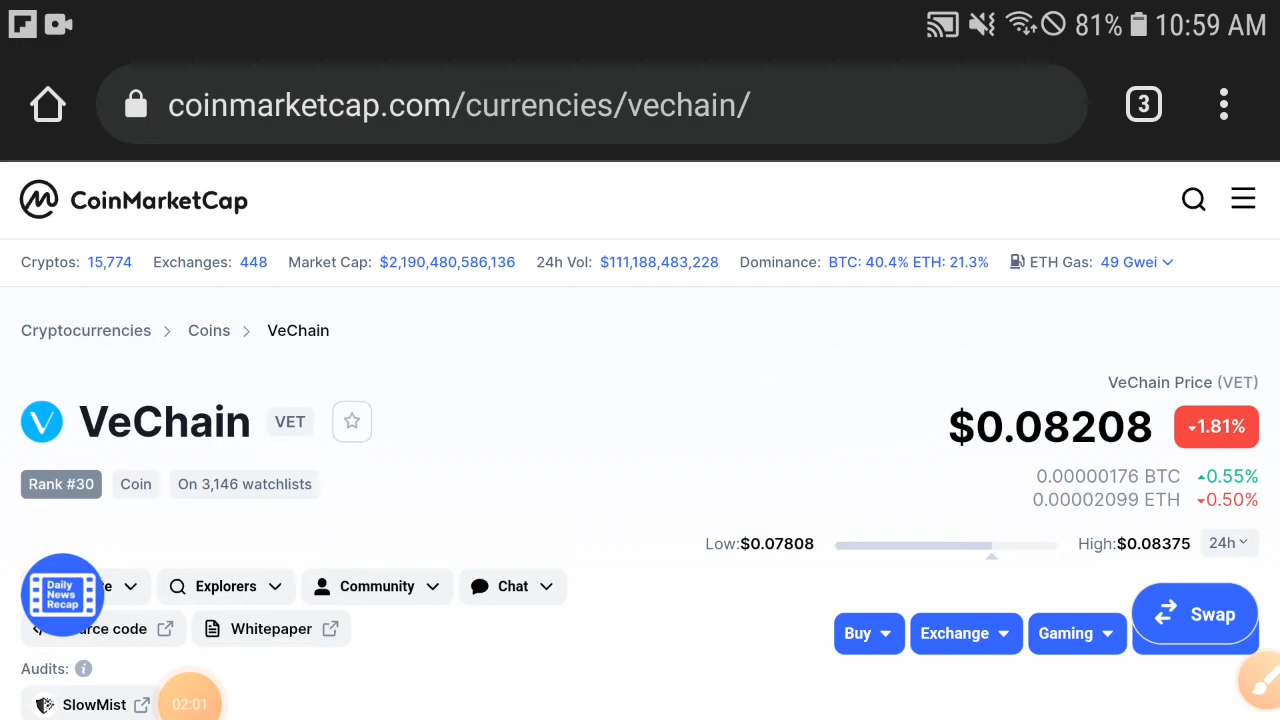 81% 10:59 AM
coinmarketcap.com/currencies/vechain/ 3
CoinMarketCap
Cryptos: 15,774 Exchanges: 448 Market Cap: $2,190,480,586,136 24h Vol: $111,188,483,228 Dominance: BTC: 40.4% ETH: 21.3% ETH Gas: 49 Gwei
Cryptocurrencies > Coins > VeChain
VeChain Price (VET)
VeChain VET $0.08208 1.81%
Rank #30 Coin On 3,146 watchlists 0.00000176 BTC 0.55%
0.00002099 ETH 0.50%
Low:$0.07808 High:$0.08375 24h
Explorers Community Chat
Daily
News
Recap
Swap
Whitepaper Buy Exchange Gaming
code
Audits: i
SlowMist 02:01